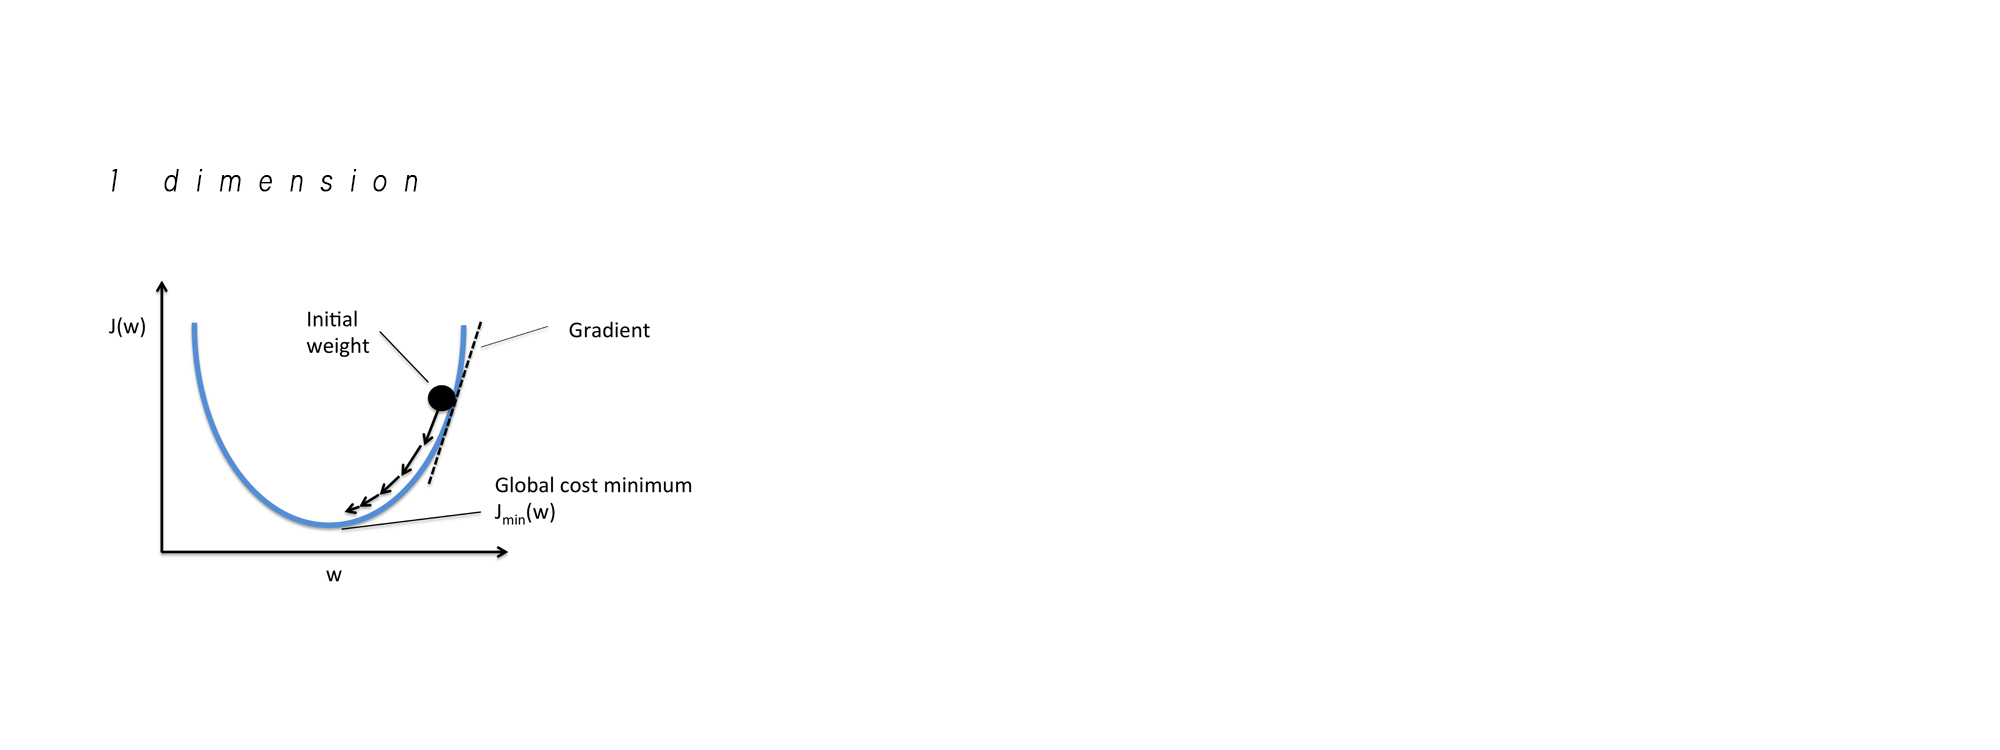 1 dimension
J(w)
Initial
weight
Gradient
Global cost minimum
Jmin(w)
w